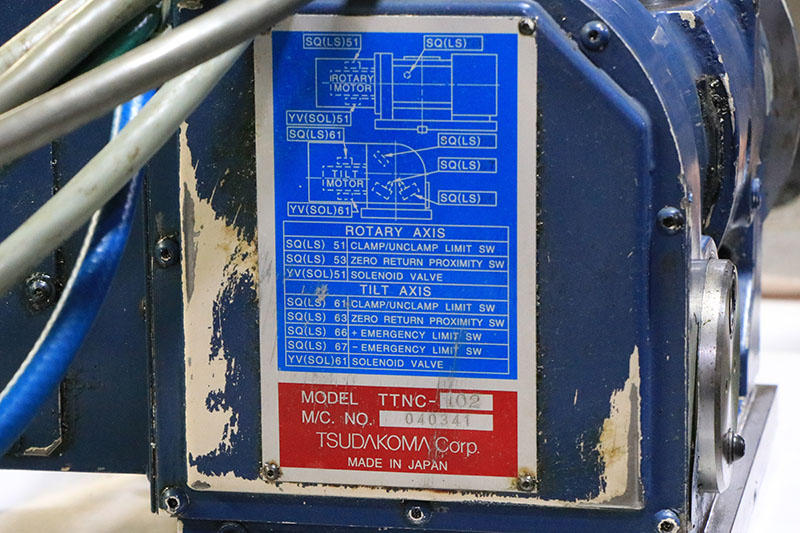 SQ(LS)51
SQ(LS)
ROTARY
MOTOR
YV(SOL)51
SQ(LS)61
SQ(LS)
SQ(LS)
TILT
MOTOR
SQ(LS)
YV(SOL)61
ROTARY AXIS
SQ(LS) 51 CLAMP/UNCLAMP LIMIT SW
SQ(LS) 53 ZERO RETURN PROXIMITY SW
YV(SOL)51 SOLENOID VALVE
TILT AXIS
SQ(LS) 61 CLAMP/UNCLAMP LIMIT SW
SQ(LS) 63 ZERO RETURN PROXIMITY SW
SQ(LS) 66 + EMERGENCY LIMIT SW
SQ(LS) 67 - EMERGENCY LIMIT SW
YV(SOL)61 SOLENOID VALVE
MODEL TTNC-102
M/C. NO. 040341
TSUDAKOMA Corp.
MADE IN JAPAN